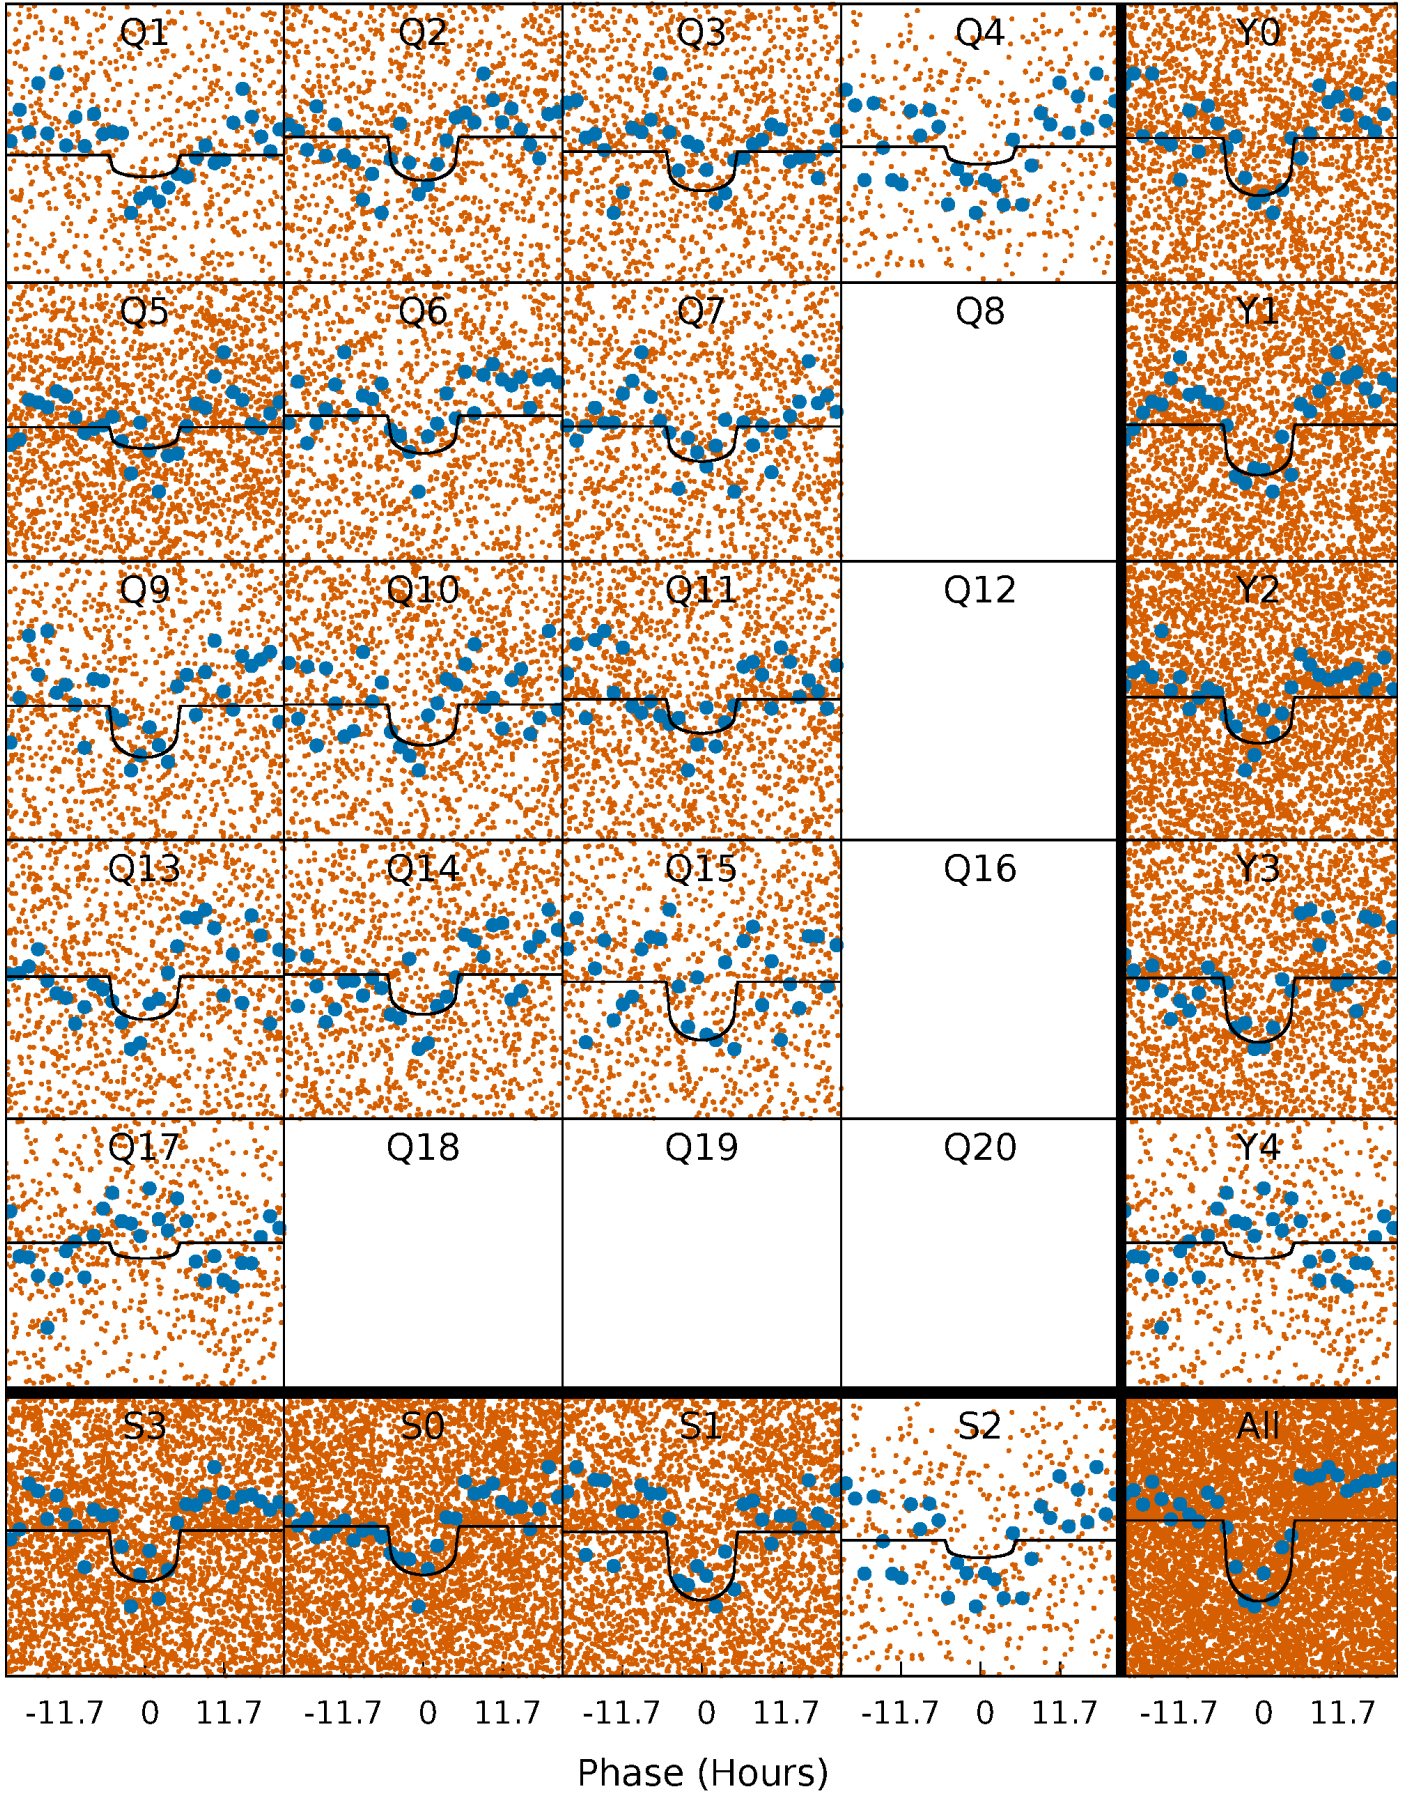 Q1 Q2 Q3 Q4 Y0
Q5 Q6 Q7 Q8 Y1
Q9 Q10 Q11 Q12 Y2
Q13 Q14 Q15 Q16 Y3
Q17 Q18 Q19 Q20 Y4
S3 S0 S1 S2 All
-11.7 0 11.7 -11.7 0 11.7 -11.7 0 11.7 -11.7 0 11.7 -11.7 0 11.7
Phase (Hours)